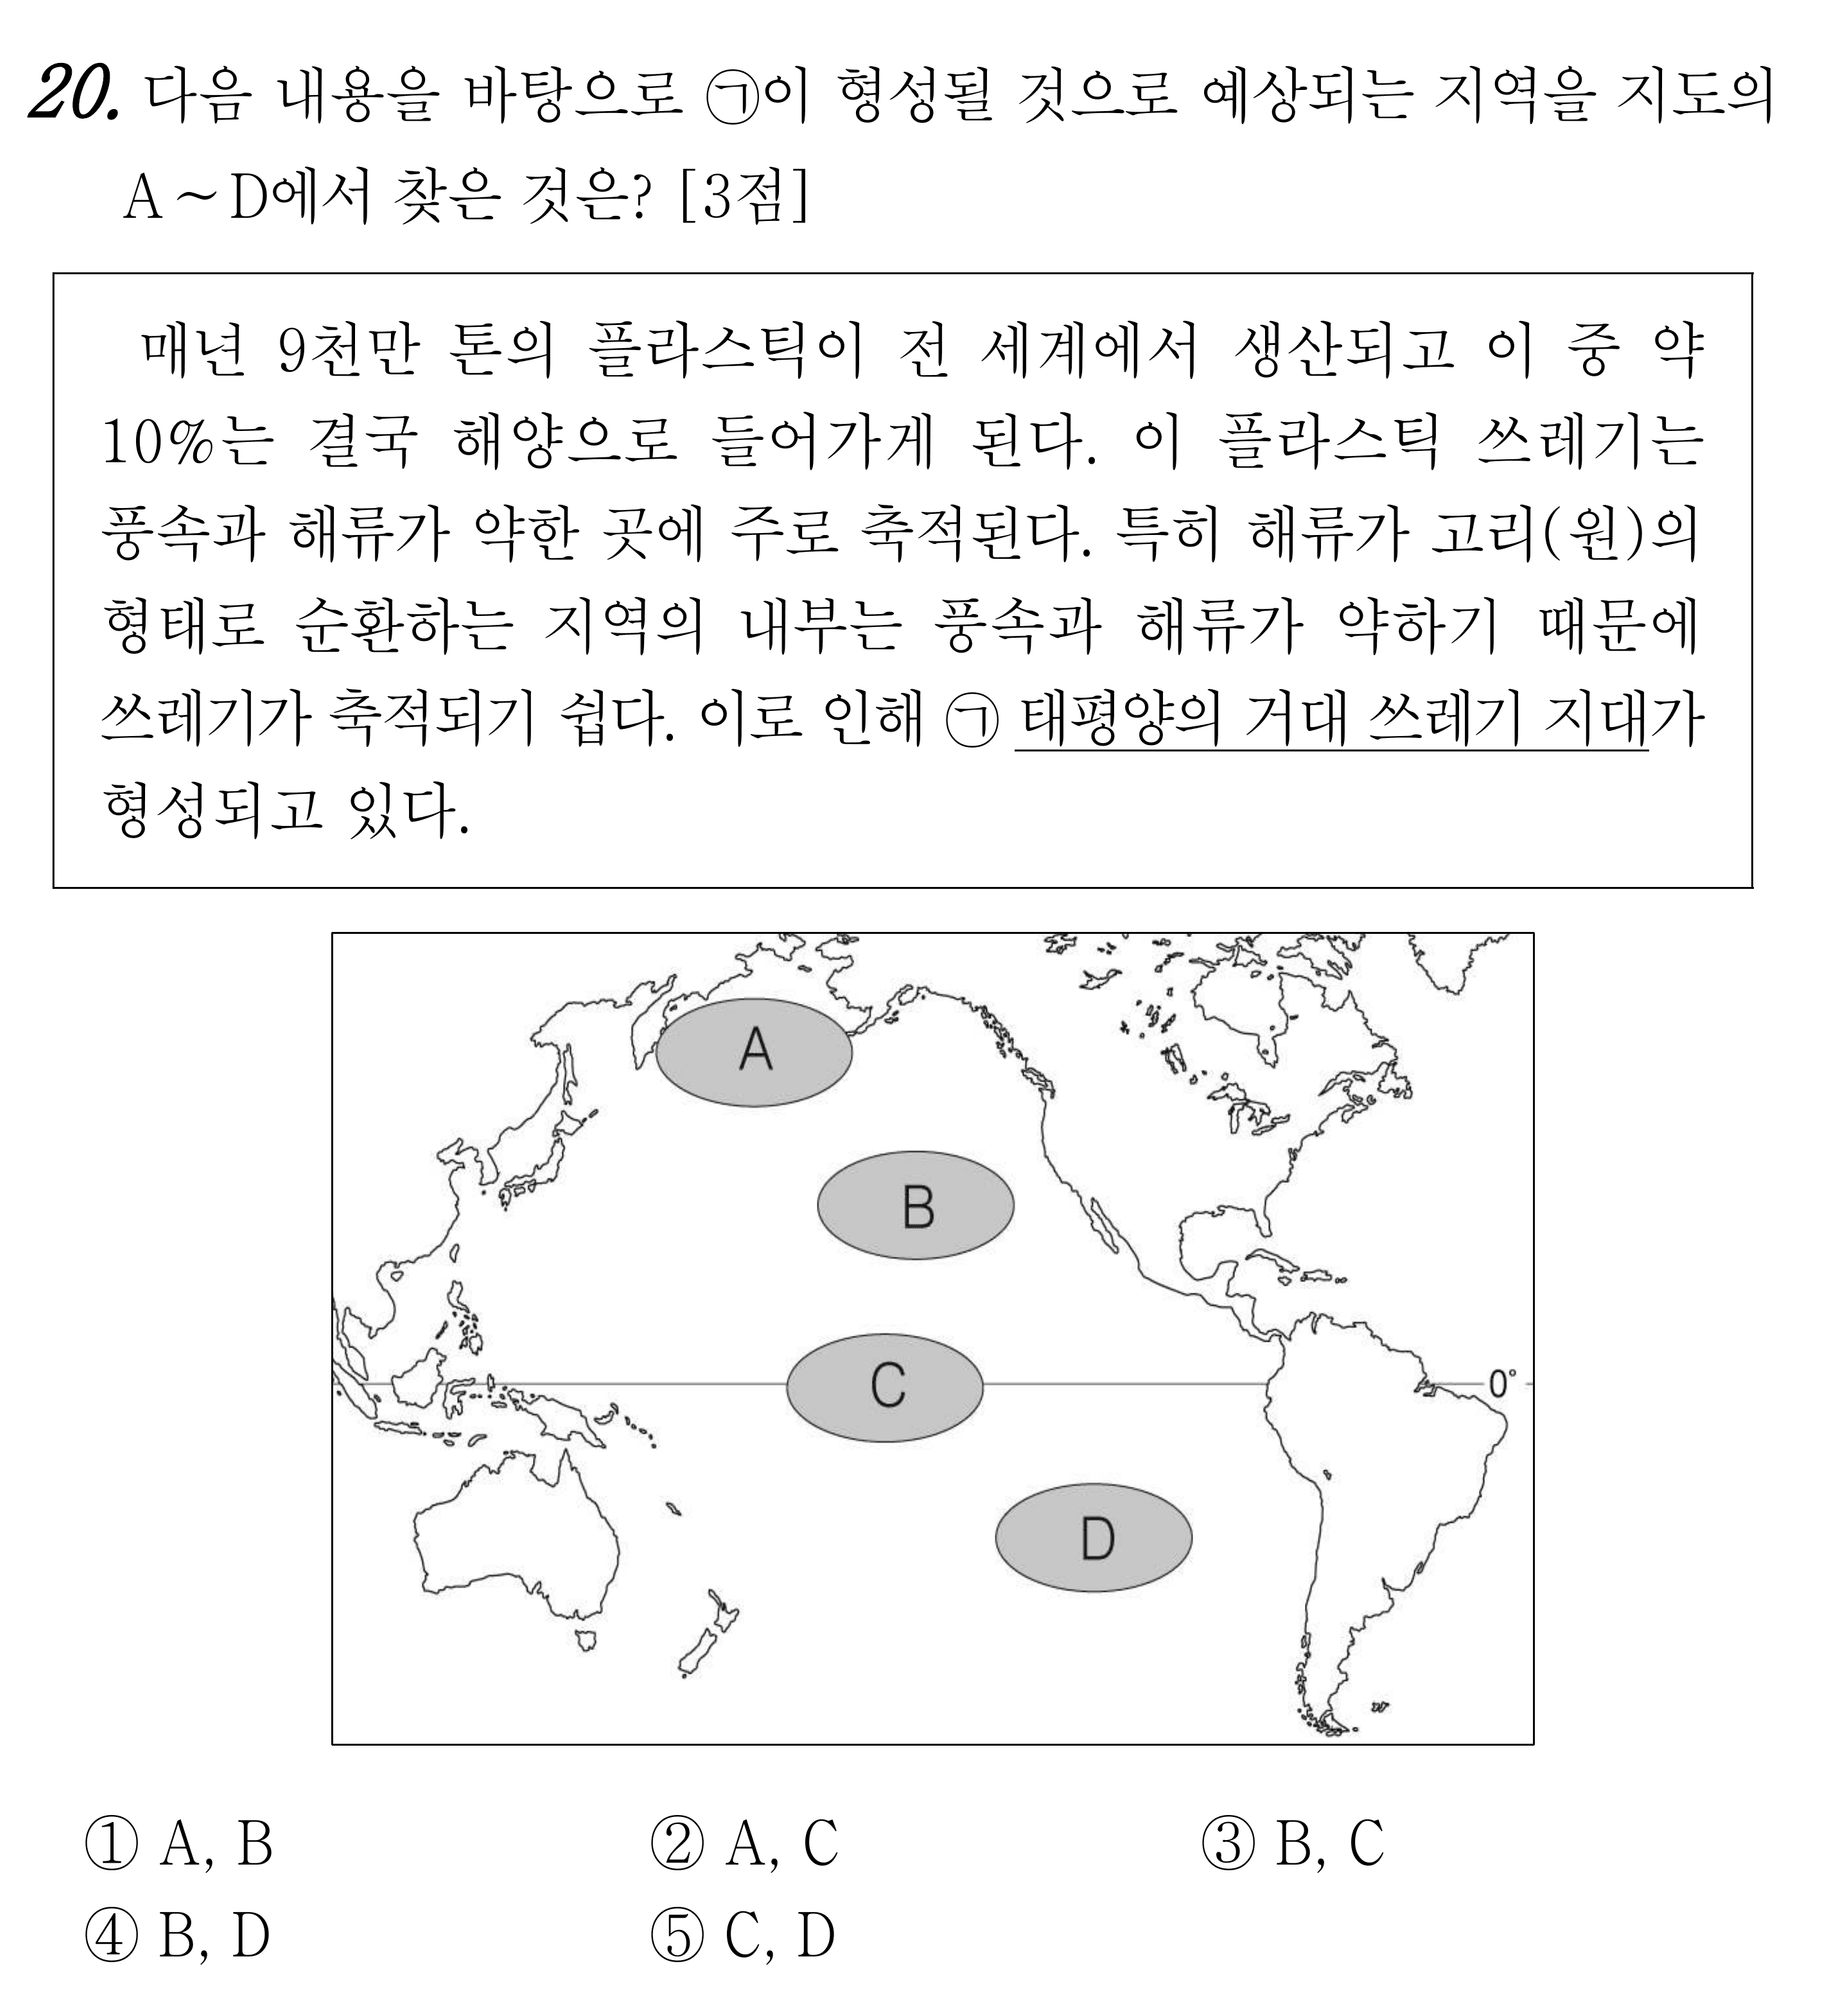 20. 다음 내용을 바탕으로 ㉠이 형성될 것으로 예상되는 지역을 지도의
A～D에서 찾은 것은? [3점]
매년 9천만 톤의 플라스틱이 전 세계에서 생산되고 이 중 약
10%는 결국 해양으로 들어가게 된다. 이 플라스틱 쓰레기는
풍속과 해류가 약한 곳에 주로 축적된다. 특히 해류가 고리(원)의
형태로 순환하는 지역의 내부는 풍속과 해류가 약하기 때문에
쓰레기가 축적되기 쉽다. 이로 인해 ㉠ 태평양의 거대 쓰레기 지대가
형성되고 있다.
A
B
C
0°
D
① A, B ② A, C ③ B, C
④ B, D ⑤ C, D